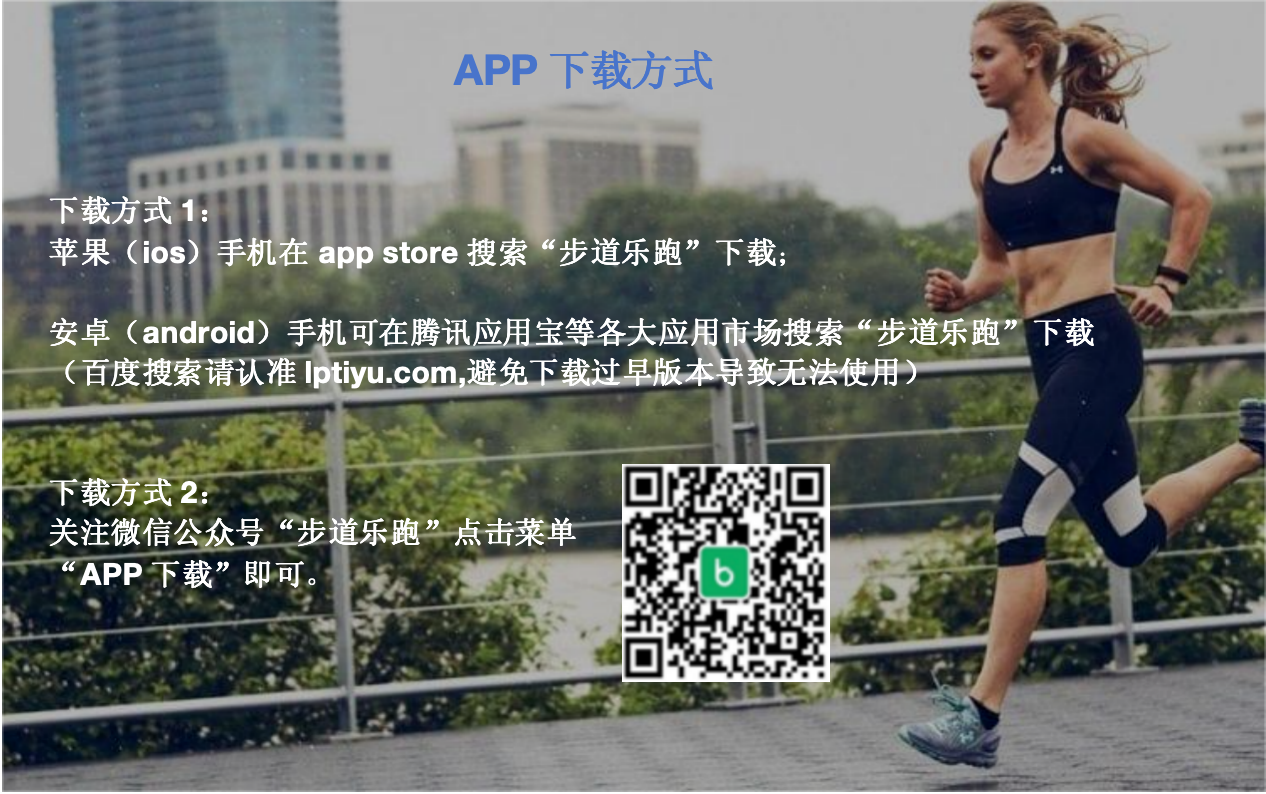 APP 下载方式
下载方式 1：
苹果（ios）手机在 app store 搜索“步道乐跑”下载；
安卓（android）手机可在腾讯应用宝等各大应用市场搜索“步道乐跑”下载
（百度搜索请认准 lptiyu.com,避免下载过早版本导致无法使用）
下载方式 2：
关注微信公众号“步道乐跑”点击菜单
“APP 下载”即可。
b